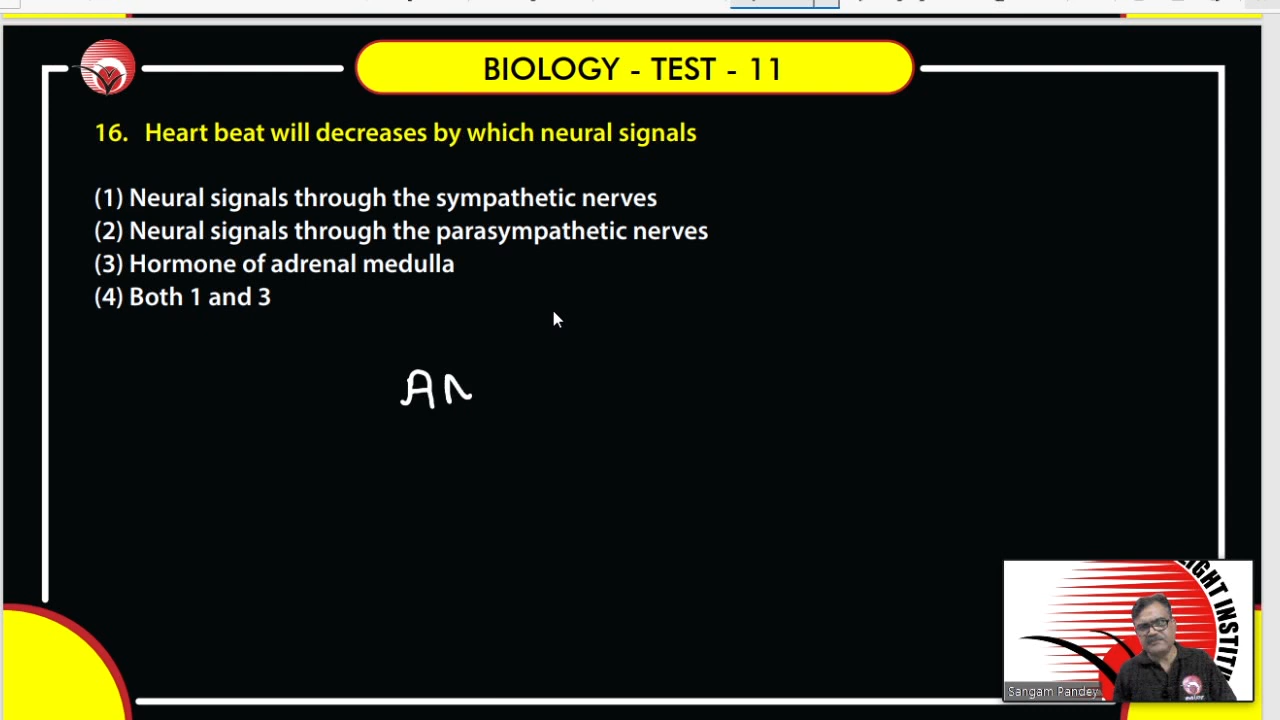 BIOLOGY - TEST - 11
16. Heart beat will decreases by which neural signals
(1) Neural signals through the sympathetic nerves
(2) Neural signals through the parasympathetic nerves
(3) Hormone of adrenal medulla
(4) Both 1 and 3
AN
IGHT INSTIT
Sangam Pandey